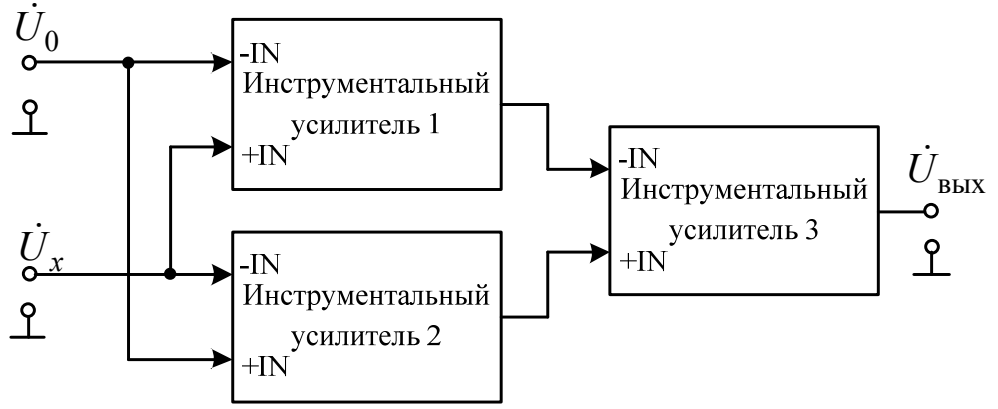 U̇0
-IN
Инструментальный
усилитель 1
+IN
U̇x
-IN
Инструментальный
усилитель 2
+IN
-IN
Инструментальный
усилитель 3
+IN
U̇вых